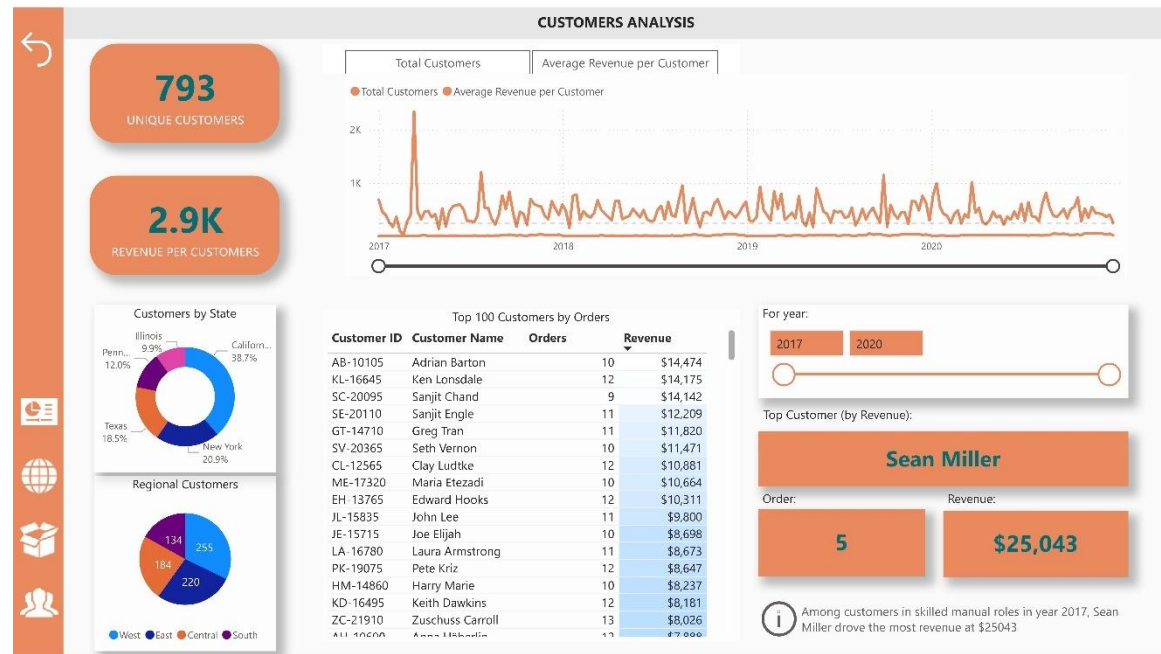 CUSTOMERS ANALYSIS
793
UNIQUE CUSTOMERS
2.9K
REVENUE PER CUSTOMERS
Total Customers
Average Revenue per Customer
Total Customers Average Revenue per Customer
2K
1K
2017 2018 2019 2020
Customers by State
Illinois
9.9%
Californ...
38.7%
Penn...
12.0%
Texas
18.5%
New York
20.9%
Regional Customers
134
255
184
220
West East Central South
Top 100 Customers by Orders
Customer ID Customer Name Orders Revenue
AB-10105 Adrian Barton 10 $14,474
KL-16645 Ken Lonsdale 12 $14,175
SC-20095 Sanjit Chand 9 $14,142
SE-20110 Sanjit Engle 11 $12,209
GT-14710 Greg Tran 11 $11,820
SV-20365 Seth Vernon 10 $11,471
CL-12565 Clay Ludtke 12 $10,881
ME-17320 Maria Etezadi 10 $10,664
EH-13765 Edward Hooks 12 $10,311
JL-15835 John Lee 11 $9,800
JE-15715 Joe Elijah 10 $8,698
LA-16780 Laura Armstrong 11 $8,673
PK-19075 Pete Kriz 12 $8,647
HM-14860 Harry Marie 10 $8,237
KD-16495 Keith Dawkins 12 $8,181
ZC-21910 Zuschuss Carroll 13 $8,026
For year:
2017 2020
Top Customer (by Revenue):
Sean Miller
Order: Revenue:
5 $25,043
Among customers in skilled manual roles in year 2017, Sean
Miller drove the most revenue at $25043